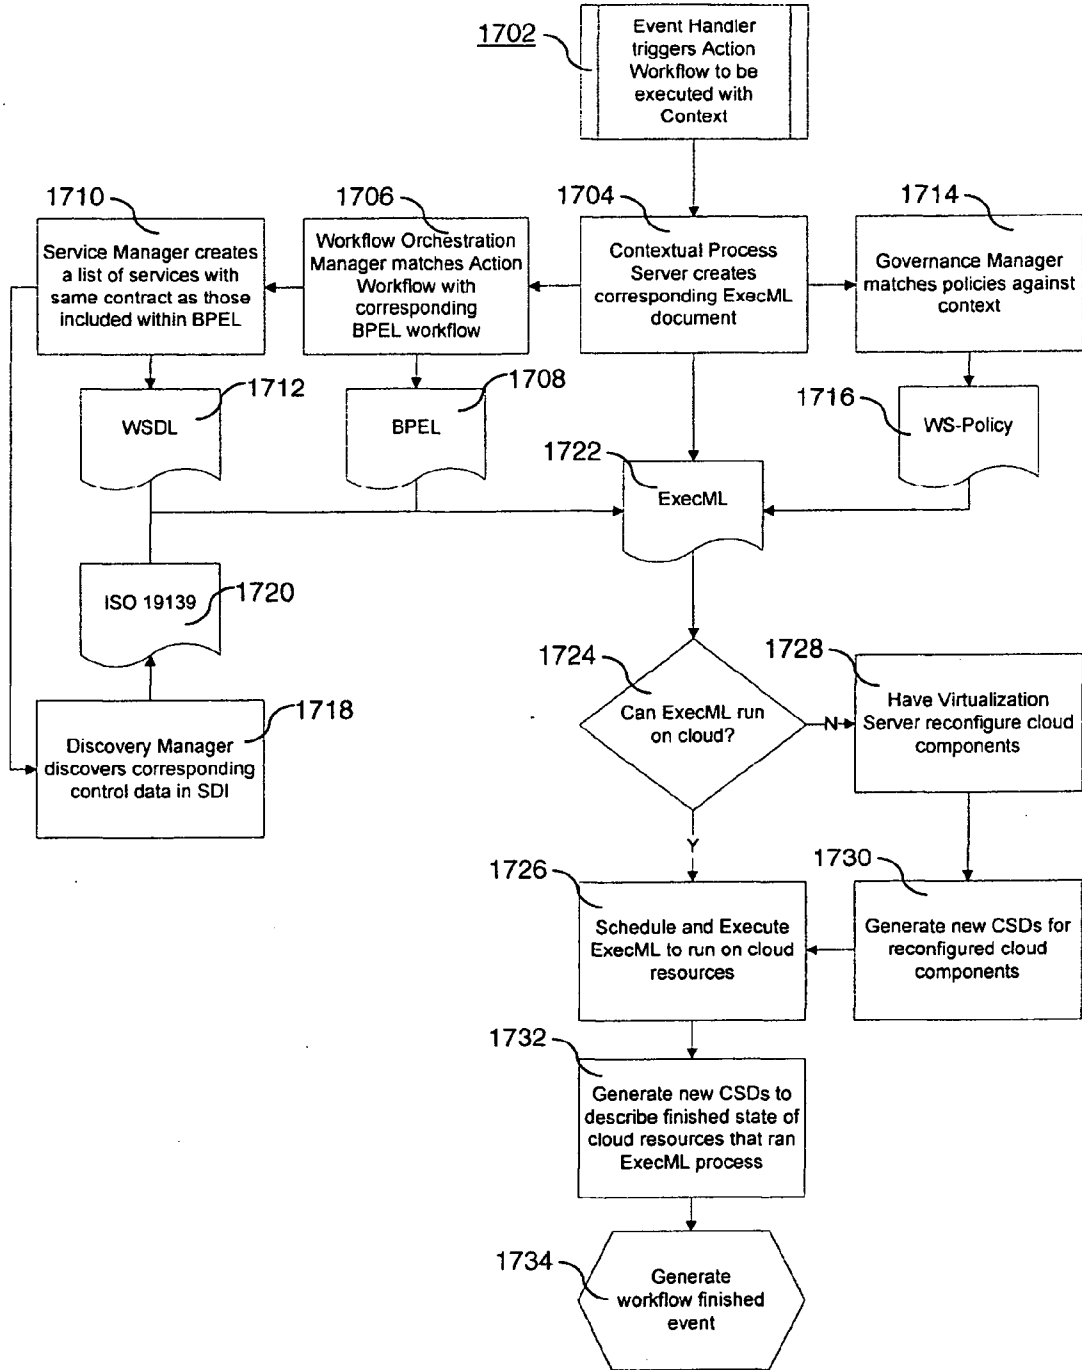 1702
Event Handler
triggers Action
Workflow to be
executed with
Context
1710
Service Manager creates
a list of services with
same contract as those
included within BPEL
1706
Workflow Orchestration
Manager matches Action
Workflow with
corresponding
BPEL workflow
1704
Contextual Process
Server creates
corresponding ExecML
document
1714
Governance Manager
matches policies against
context
1712
WSDL
1708
BPEL
1716
WS-Policy
1722
ExecML
1720
ISO 19139
1718
Discovery Manager
discovers corresponding
control data in SDI
1724
Can ExecML run
on cloud?
N
Y
1728
Have Virtualization
Server reconfigure cloud
components
1726
Schedule and Execute
ExecML to run on cloud
resources
1730
Generate new CSDs for
reconfigured cloud
components
1732
Generate new CSDs to
describe finished state of
cloud resources that ran
ExecML process
1734
Generate
workflow finished
event